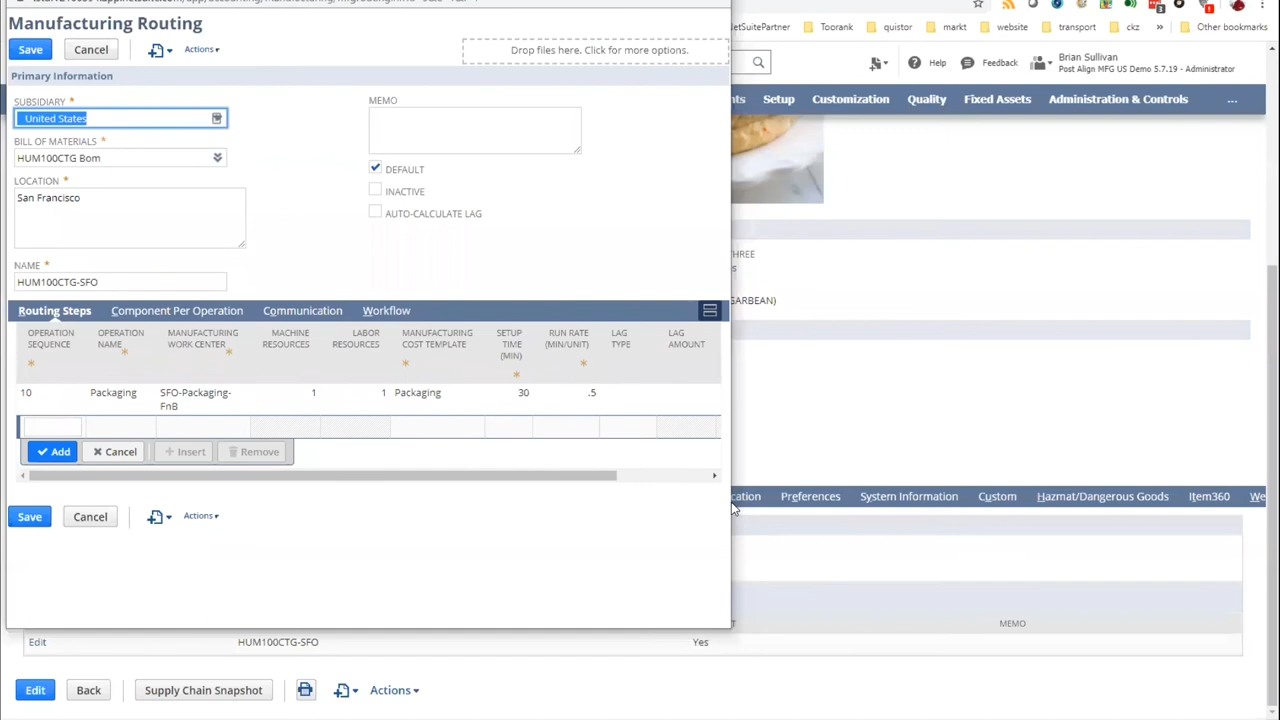 Manufacturing Routing
Save
Cancel
Actions
Drop files here. Click for more options.
Primary Information
SUBSIDIARY *
United States
BILL OF MATERIALS *
HUM100CTG Bom
LOCATION *
San Francisco
NAME *
HUM100CTG-SFO
MEMO
DEFAULT
INACTIVE
AUTO-CALCULATE LAG
Routing Steps
Component Per Operation
Communication
Workflow
OPERATION SEQUENCE *
OPERATION NAME *
MANUFACTURING WORK CENTER *
MACHINE RESOURCES
LABOR RESOURCES
MANUFACTURING COST TEMPLATE *
SETUP TIME (MIN) *
RUN RATE (MIN/UNIT) *
LAG TYPE
LAG AMOUNT
10
Packaging
SFO-Packaging-
FnB
1
1
Packaging
30
.5
Add
Cancel
Insert
Remove
Save
Cancel
Actions
NetSuitePartner
Toorank
quistor
markt
website
transport
ckz
»
Other bookmarks
Help
Feedback
Brian Sullivan
Post Align MFG US Demo 5.7.19 - Administrator
nts
Setup
Customization
Quality
Fixed Assets
Administration & Controls
...
THREE
GARBEAN)
cation
Preferences
System Information
Custom
Hazmat/Dangerous Goods
Item360
We
MEMO
Edit
HUM100CTG-SFO
Yes
Edit
Back
Supply Chain Snapshot
Actions